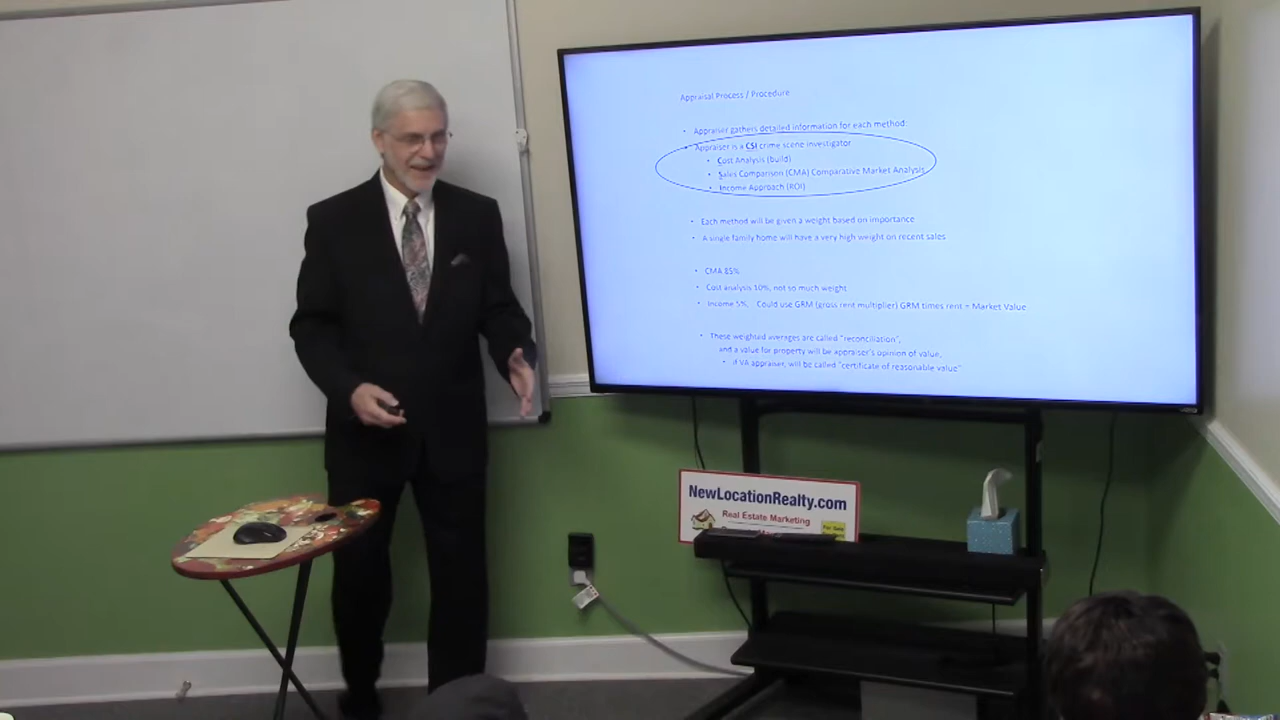 Appraisal Process / Procedure
• Appraiser gathers detailed information for each method:
• Appraiser is a CSI crime scene investigator
• Cost Analysis (build)
• Sales Comparison (CMA) Comparative Market Analysis
• Income Approach (ROI)
• Each method will be given a weight based on importance
• A single family home will have a very high weight on recent sales
• CMA 85%
• Cost analysis 10%, not so much weight
• Income 5%, Could use GRM (gross rent multiplier) GRM times rent = Market Value
• These weighted averages are called "reconciliation",
and a value for property will be appraiser's opinion of value,
• if VA appraiser, will be called "certificate of reasonable value"
NewLocationRealty.com
Real Estate Marketing
For Sale